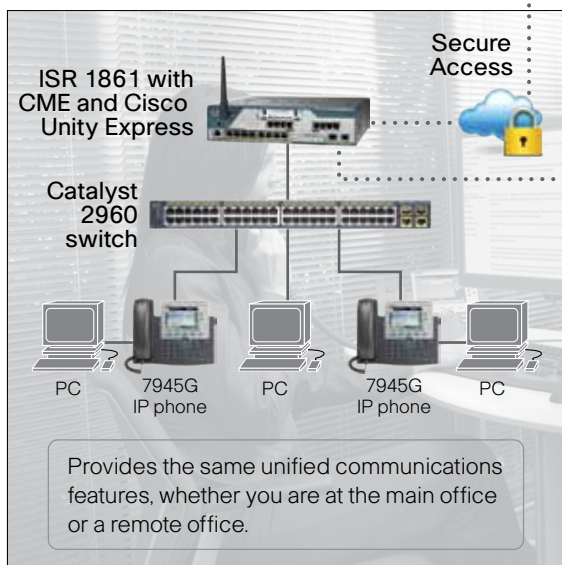 Secure
Access
ISR 1861 with
CME and Cisco
Unity Express
Catalyst
2960
switch
PC
7945G
IP phone
PC
7945G
IP phone
PC
Provides the same unified communications
features, whether you are at the main office
or a remote office.